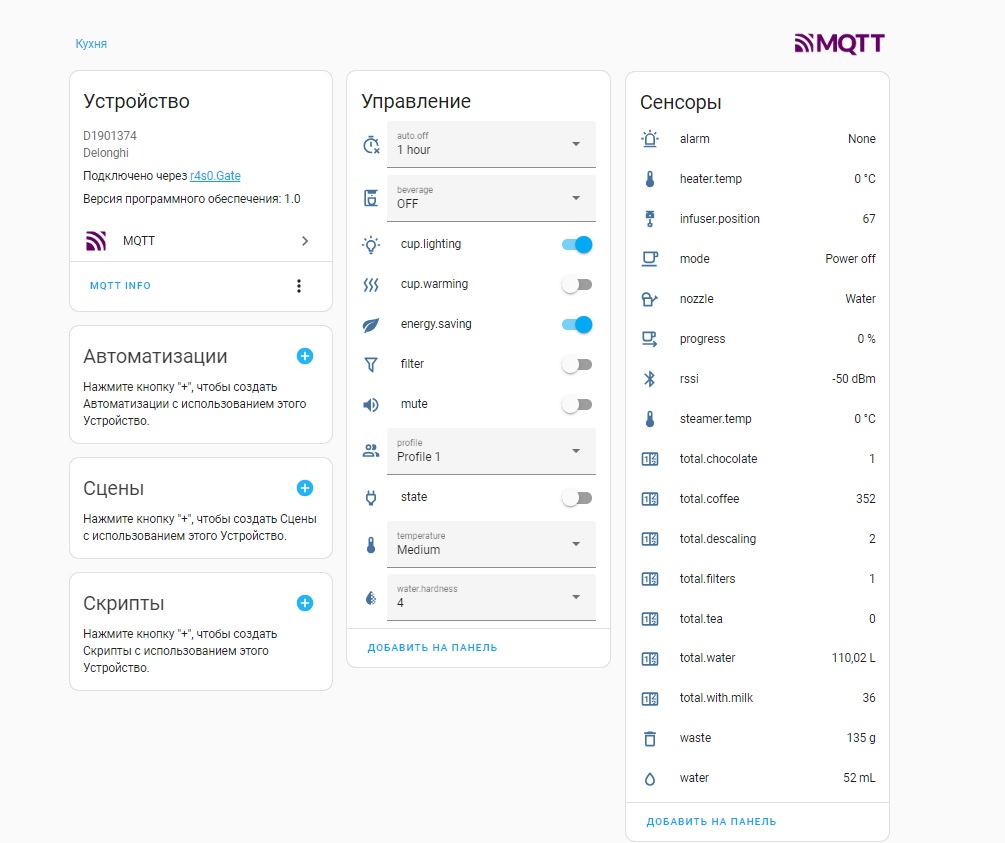 Кухня
MQTT
Устройство
D1901374
Delonghi
Подключено через r4s0.Gate
Версия программного обеспечения: 1.0
MQTT
MQTT INFO
Автоматизации
Нажмите кнопку "+", чтобы создать
Автоматизации с использованием этого
Устройство.
Сцены
Нажмите кнопку "+", чтобы создать Сцены
с использованием этого Устройство.
Скрипты
Нажмите кнопку "+", чтобы создать
Скрипты с использованием этого
Устройство.
Управление
auto.off
1 hour
beverage
OFF
cup.lighting
cup.warming
energy.saving
filter
mute
profile
Profile 1
state
temperature
Medium
water.hardness
4
ДОБАВИТЬ НА ПАНЕЛЬ
Сенсоры
alarm None
heater.temp 0 °C
infuser.position 67
mode Power off
nozzle Water
progress 0 %
rssi -50 dBm
steamer.temp 0 °C
total.chocolate 1
total.coffee 352
total.descaling 2
total.filters 1
total.tea 0
total.water 110,02 L
total.with.milk 36
waste 135 g
water 52 mL
ДОБАВИТЬ НА ПАНЕЛЬ